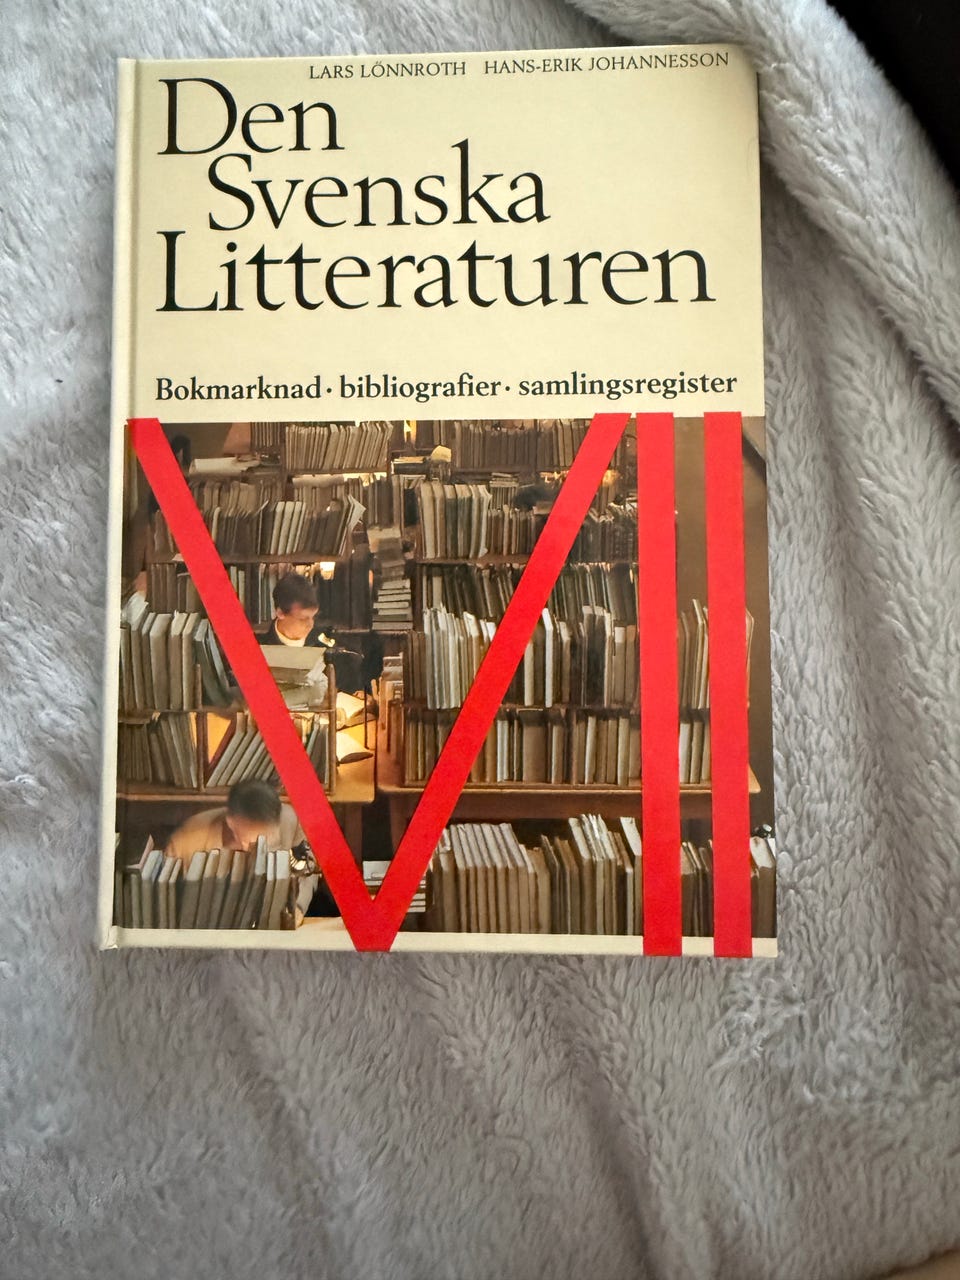 LARS LÖNNROTH HANS-ERIK JOHANNESSON
Den
Svenska
Litteraturen
Bokmarknad · bibliografier · samlingsregister
VII